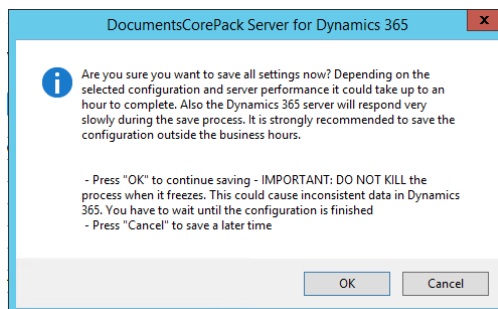 DocumentsCorePack Server for Dynamics 365
x
Are you sure you want to save all settings now? Depending on the
selected configuration and server performance it could take up to an
hour to complete. Also the Dynamics 365 server will respond very
slowly during the save process. It is strongly recommended to save the
configuration outside the business hours.
- Press "OK" to continue saving - IMPORTANT: DO NOT KILL the
process when it freezes. This could cause inconsistent data in Dynamics
365. You have to wait until the configuration is finished
- Press "Cancel" to save a later time
OK
Cancel